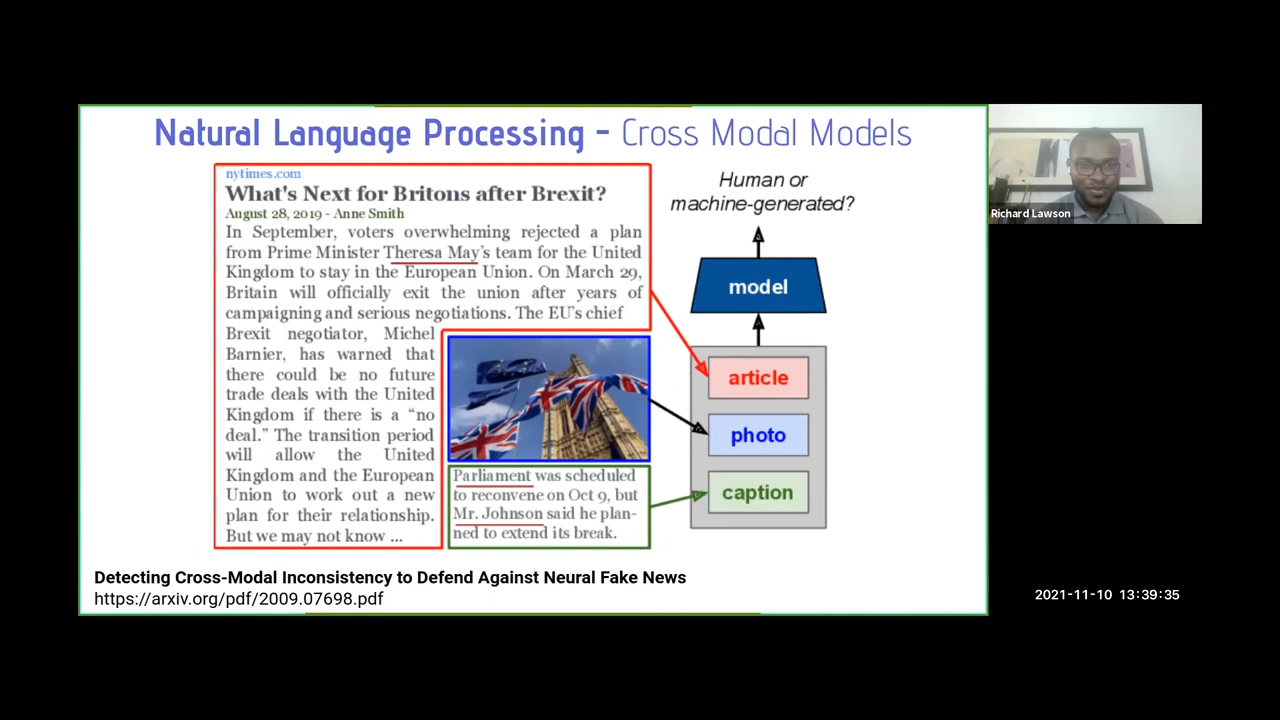 Natural Language Processing - Cross Modal Models
nytimes.com
What's Next for Britons after Brexit?
August 28, 2019 - Anne Smith
In September, voters overwhelming rejected a plan
from Prime Minister Theresa May's team for the United
Kingdom to stay in the European Union. On March 29,
Britain will officially exit the union after years of
campaigning and serious negotiations. The EU's chief
Brexit negotiator, Michel
Barnier, has warned that
there could be no future
trade deals with the United
Kingdom if there is a “no
deal.” The transition period
will allow the United
Kingdom and the European
Union to work out a new
plan for their relationship.
But we may not know ...
Parliament was scheduled
to reconvene on Oct 9, but
Mr. Johnson said he plan-
ned to extend its break.
Human or
machine-generated?
model
article
photo
caption
Detecting Cross-Modal Inconsistency to Defend Against Neural Fake News
https://arxiv.org/pdf/2009.07698.pdf
Richard Lawson
2021-11-10 13:39:35